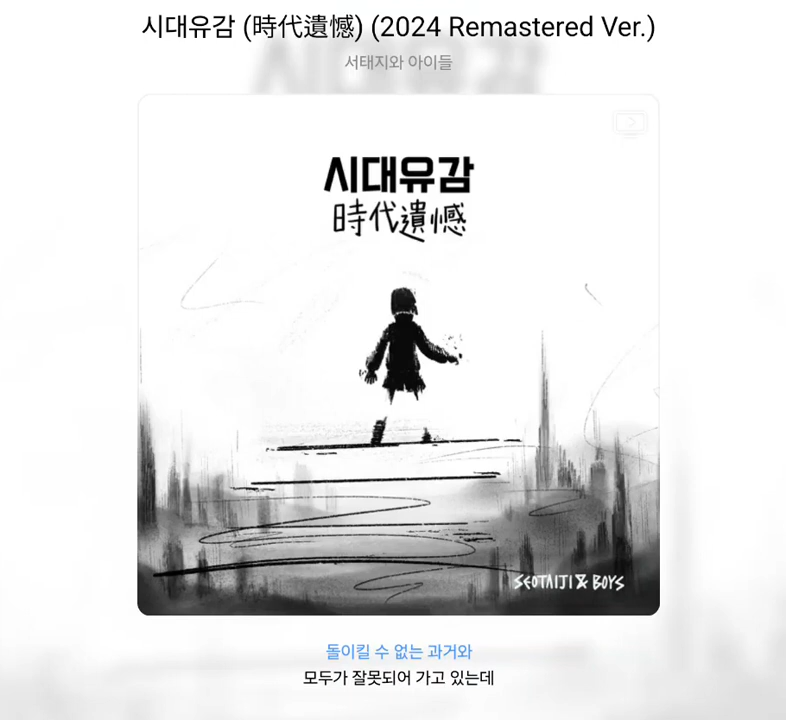 시대유감 (時代遺憾) (2024 Remastered Ver.)
서태지와 아이들
시대유감
時代遺憾
SEOTAIJI & BOYS
돌이킬 수 없는 과거와
모두가 잘못되어 가고 있는데